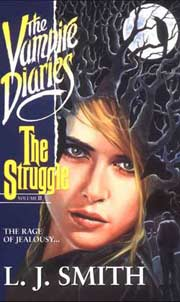 the
Vampire
Diaries
The
Struggle
VOLUME II
THE RAGE
OF JEALOUSY...
L. J. SMITH